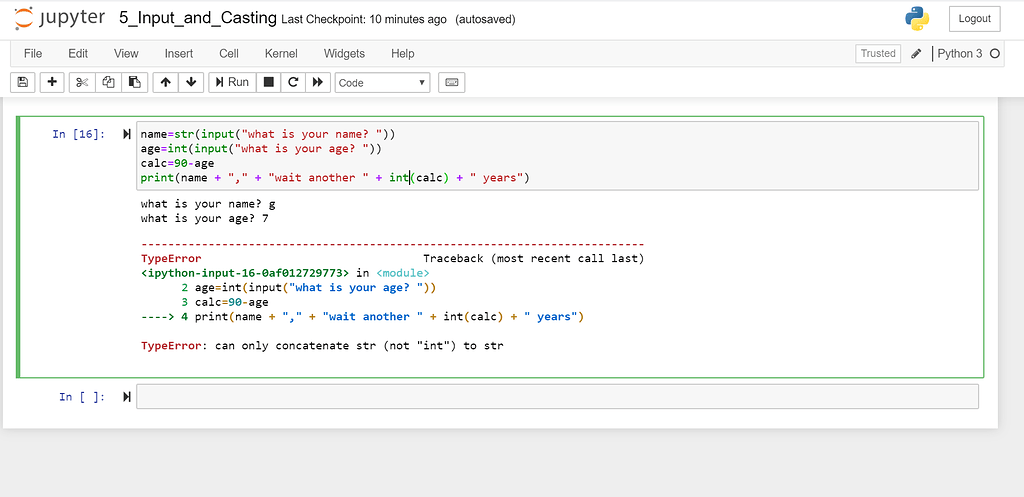 jupyter 5_Input_and_Casting Last Checkpoint: 10 minutes ago (autosaved) Logout
File Edit View Insert Cell Kernel Widgets Help Trusted Python 3
Run Code
In [16]: name=str(input("what is your name? "))
age=int(input("what is your age? "))
calc=90-age
print(name + "," + "wait another " + int(calc) + " years")
what is your name? g
what is your age? 7
---------------------------------------------------------------------------
TypeError Traceback (most recent call last)
<ipython-input-16-0af012729773> in <module>
2 age=int(input("what is your age? "))
3 calc=90-age
----> 4 print(name + "," + "wait another " + int(calc) + " years")
TypeError: can only concatenate str (not "int") to str
In [ ]: